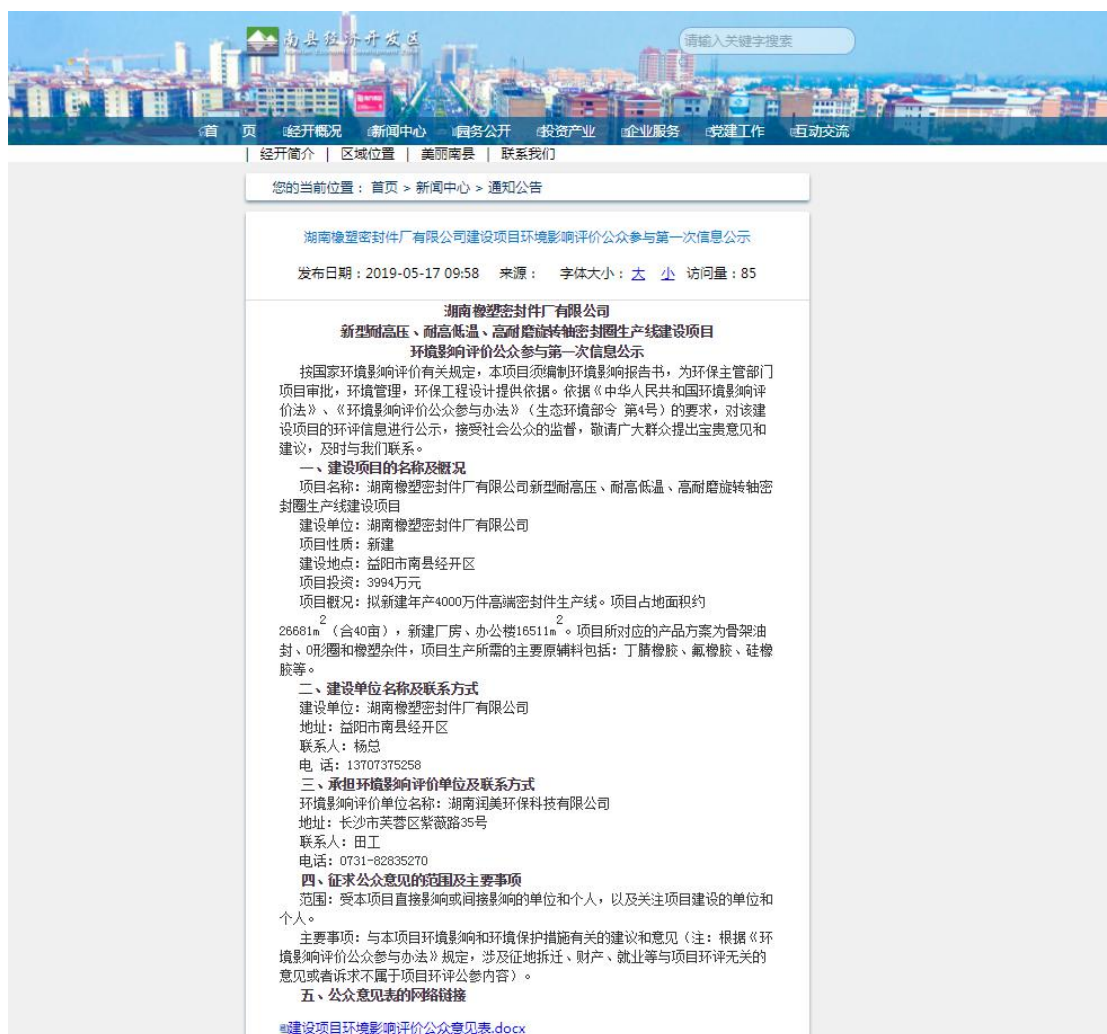 南县经济开发区
请输入关键字搜索
首 页 经开概况 新闻中心 园务公开 投资产业 企业服务 党建工作 互动交流
| 经开简介 | 区域位置 | 美丽南县 | 联系我们
您的当前位置： 首页 > 新闻中心 > 通知公告
湖南橡塑密封件厂有限公司建设项目环境影响评价公众参与第一次信息公示
发布日期：2019-05-17 09:58 来源： 字体大小： 大 小 访问量：85
湖南橡塑密封件厂有限公司
新型耐高压、耐高低温、高耐磨旋转轴密封圈生产线建设项目
环境影响评价公众参与第一次信息公示
按国家环境影响评价有关规定，本项目须编制环境影响报告书，为环保主管部门
项目审批，环境管理，环保工程设计提供依据。依据《中华人民共和国环境影响评
价法》、《环境影响评价公众参与办法》（生态环境部令 第4号）的要求，对该建
设项目的环评信息进行公示，接受社会公众的监督，敬请广大群众提出宝贵意见和
建议，及时与我们联系。
一、建设项目的名称及概况
项目名称：湖南橡塑密封件厂有限公司新型耐高压、耐高低温、高耐磨旋转轴密
封圈生产线建设项目
建设单位：湖南橡塑密封件厂有限公司
项目性质：新建
建设地点：益阳市南县经开区
项目投资：3994万元
项目概况：拟新建年产4000万件高端密封件生产线。项目占地面积约
26681m²（合40亩），新建厂房、办公楼16511m²。项目所对应的产品方案为骨架油
封、O形圈和橡塑杂件，项目生产所需的主要原辅料包括：丁腈橡胶、氟橡胶、硅橡
胶等。
二、建设单位名称及联系方式
建设单位：湖南橡塑密封件厂有限公司
地址：益阳市南县经开区
联系人：杨总
电 话：13707375258
三、承担环境影响评价单位及联系方式
环境影响评价单位名称：湖南润美环保科技有限公司
地址：长沙市芙蓉区紫薇路35号
联系人：田工
电话：0731-82835270
四、征求公众意见的范围及主要事项
范围：受本项目直接影响或间接影响的单位和个人，以及关注项目建设的单位和
个人。
主要事项：与本项目环境影响和环境保护措施有关的建议和意见（注：根据《环
境影响评价公众参与办法》规定，涉及征地拆迁、财产、就业等与项目环评无关的
意见或者诉求不属于项目环评公参内容）。
五、公众意见表的网络链接
建设项目环境影响评价公众意见表.docx